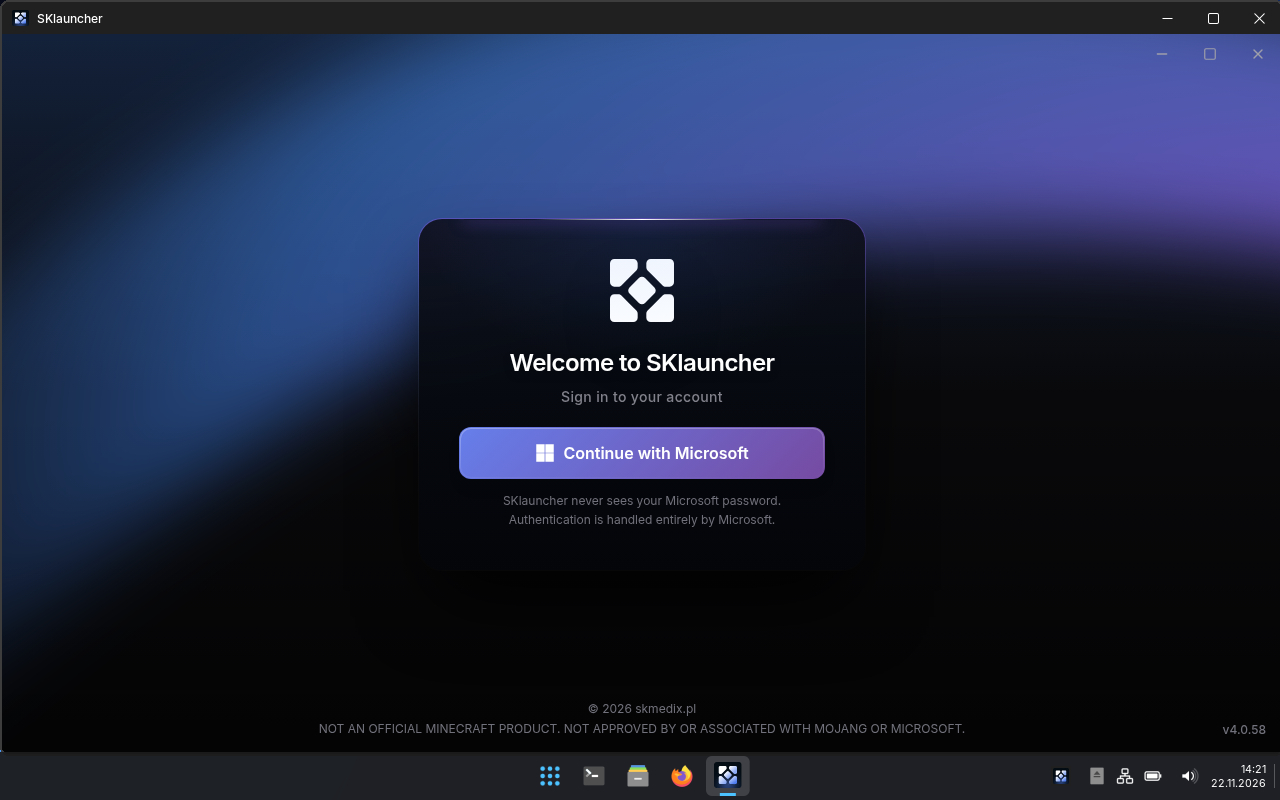 SKlauncher
Welcome to SKlauncher
Sign in to your account
Continue with Microsoft
SKlauncher never sees your Microsoft password.
Authentication is handled entirely by Microsoft.
© 2026 skmedix.pl
NOT AN OFFICIAL MINECRAFT PRODUCT. NOT APPROVED BY OR ASSOCIATED WITH MOJANG OR MICROSOFT.
v4.0.58
14:21
22.11.2026